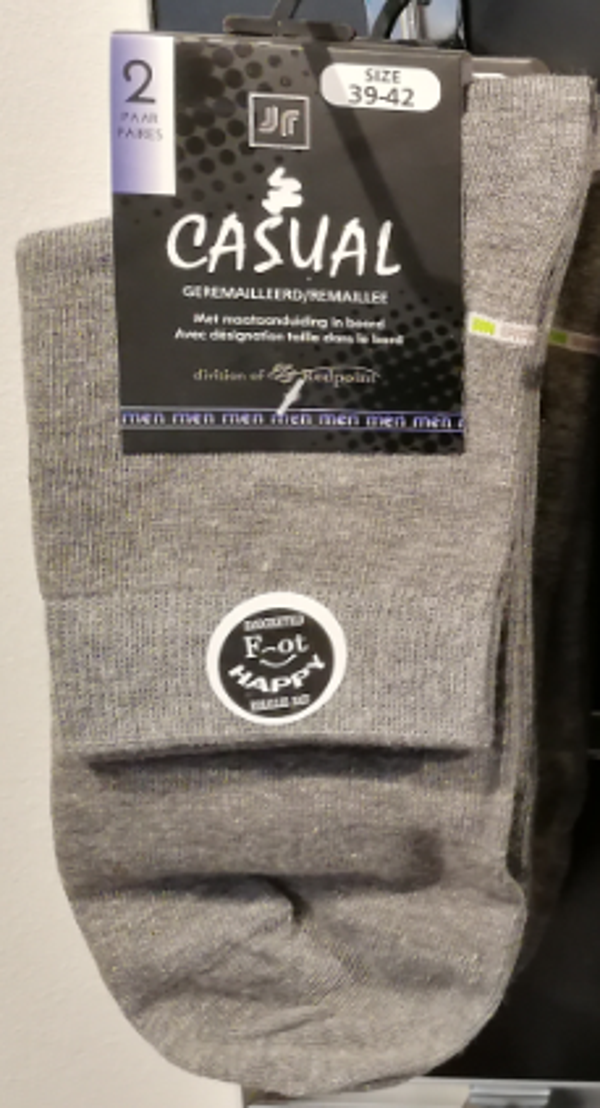 2
PAAR
PAIRES
SIZE
39-42
JJr
CASUAL
GEREMAILLEERD/REMAILLEE
Met maataanduiding in boord
Avec désignation taille dans le bord
division of Redpoint
men men men men men men men
F~ot
HAPPY